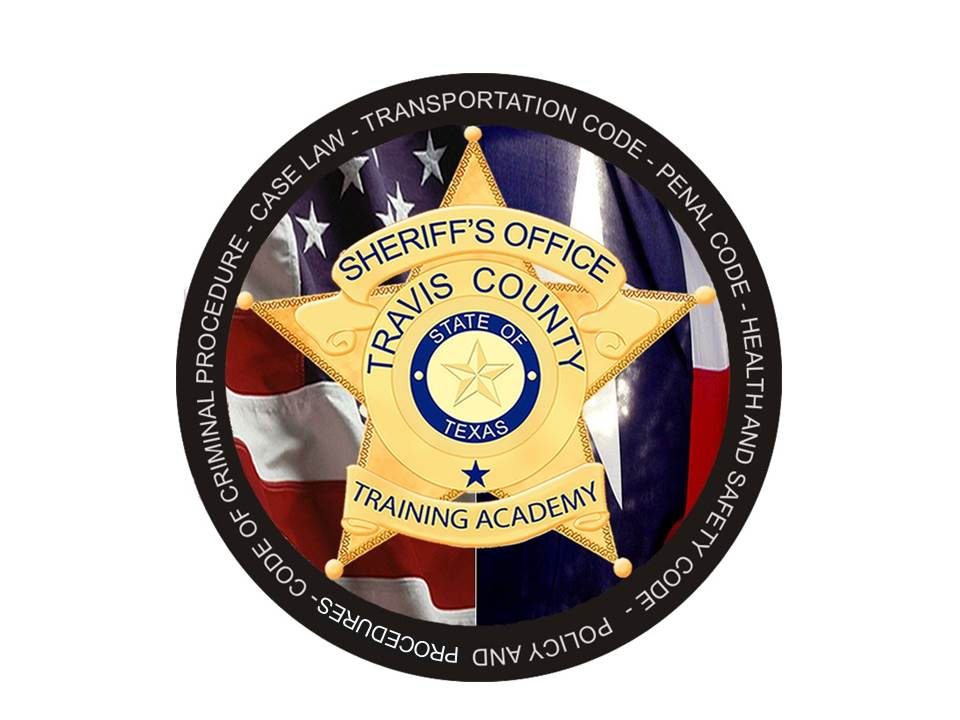 TRANSPORTATION CODE - PENAL CODE - HEALTH AND SAFETY CODE - POLICY AND PROCEDURES- CODE OF CRIMINAL PROCEDURE - CASE LAW -
SHERIFF'S OFFICE
TRAVIS COUNTY
STATE OF
TEXAS
TRAINING ACADEMY